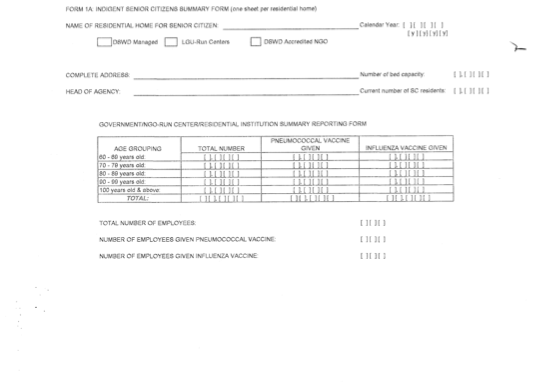 FORM 1A. INDIGENT SENIOR CITIZENS SUMMARY FORM (one sheet per residential home)
NAME OF RESIDENTIAL HOME FOR SENIOR CITIZEN: Calendar Year: [ ][ ][ ][ ]
[y][y][y][y]
DSWD Managed LGU-Run Centers DSWD Accredited NGO
COMPLETE ADDRESS: Number of bed capacity: [ ],[ ][ ][ ]
HEAD OF AGENCY: Current number of SC residents: [ ],[ ][ ][ ]
GOVERNMENT/NGO-RUN CENTER/RESIDENTIAL INSTITUTION SUMMARY REPORTING FORM
AGE GROUPING TOTAL NUMBER PNEUMOCOCCAL VACCINE GIVEN INFLUENZA VACCINE GIVEN
60 - 69 years old: [ ],[ ][ ][ ] [ ],[ ][ ][ ] [ ],[ ][ ][ ]
70 - 79 years old: [ ],[ ][ ][ ] [ ],[ ][ ][ ] [ ],[ ][ ][ ]
80 - 89 years old: [ ],[ ][ ][ ] [ ],[ ][ ][ ] [ ],[ ][ ][ ]
90 - 99 years old: [ ],[ ][ ][ ] [ ],[ ][ ][ ] [ ],[ ][ ][ ]
100 years old & above: [ ],[ ][ ][ ] [ ],[ ][ ][ ] [ ],[ ][ ][ ]
TOTAL: [ ][ ],[ ][ ][ ] [ ][ ],[ ][ ][ ] [ ][ ],[ ][ ][ ]
TOTAL NUMBER OF EMPLOYEES: [ ][ ][ ]
NUMBER OF EMPLOYEES GIVEN PNEUMOCOCCAL VACCINE: [ ][ ][ ]
NUMBER OF EMPLOYEES GIVEN INFLUENZA VACCINE: [ ][ ][ ]